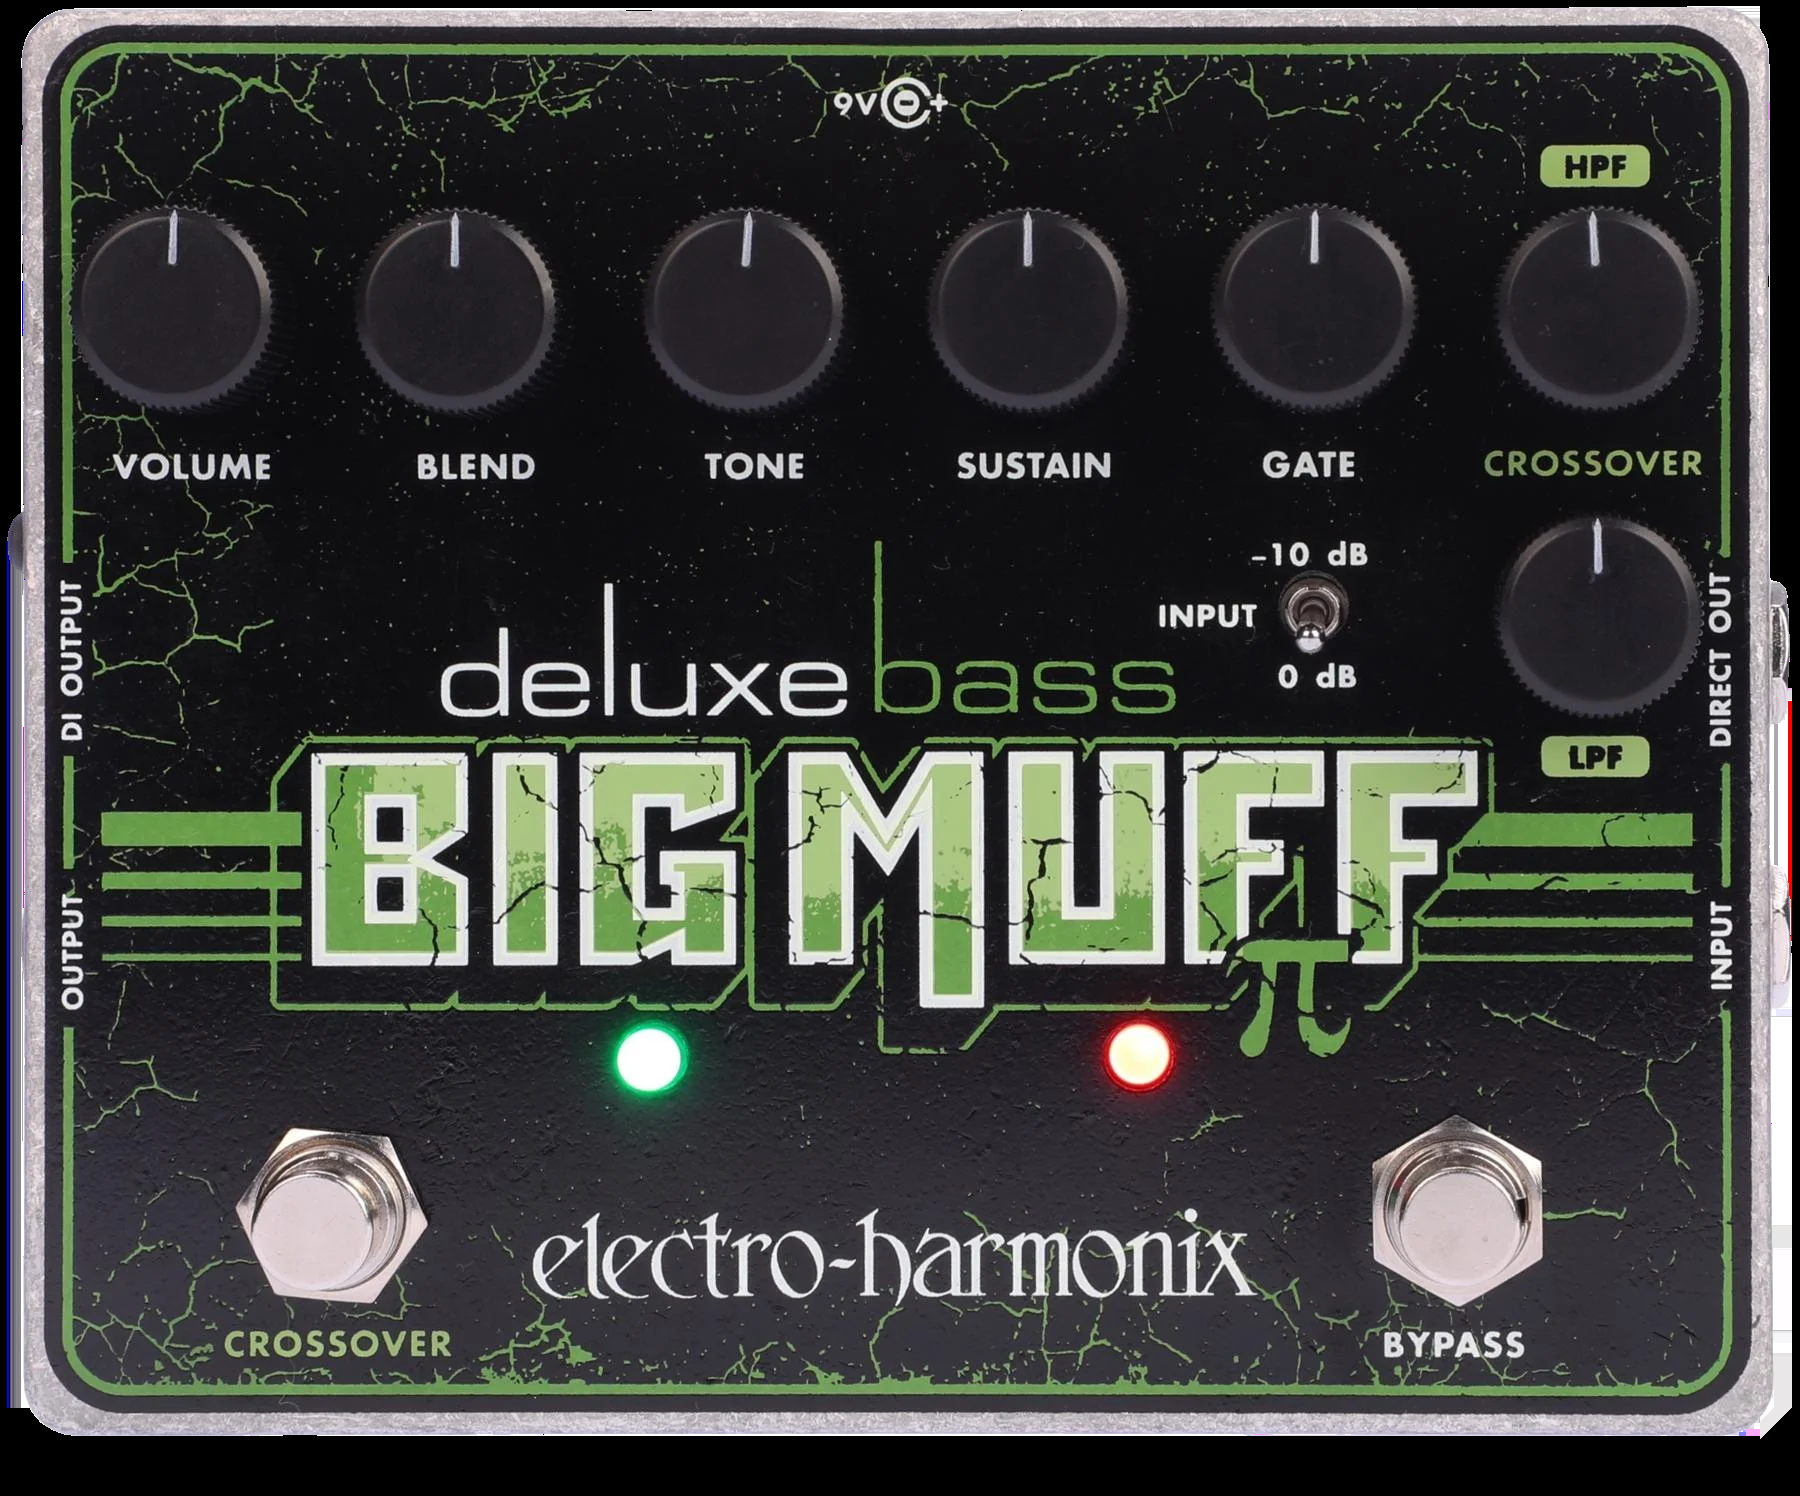 9V - +
HPF
VOLUME BLEND TONE SUSTAIN GATE CROSSOVER
-10 dB
INPUT
0 dB
DI OUTPUT
DIRECT OUT
deluxe bass
LPF
BIG MUFF
π
OUTPUT
INPUT
electro-harmonix
CROSSOVER
BYPASS